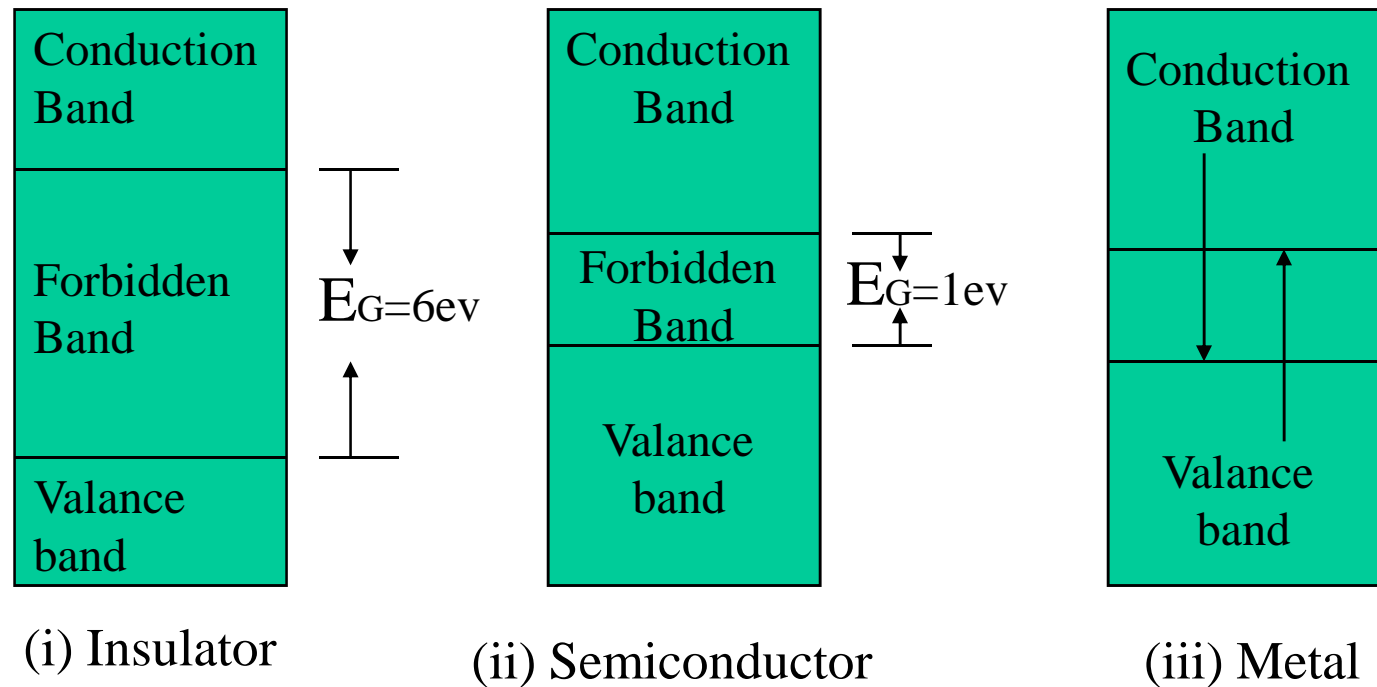 Conduction
Band
Forbidden
Band
EG=6ev
Valance
band
(i) Insulator
Conduction
Band
Forbidden
Band
EG=1ev
Valance
band
(ii) Semiconductor
Conduction
Band
Valance
band
(iii) Metal